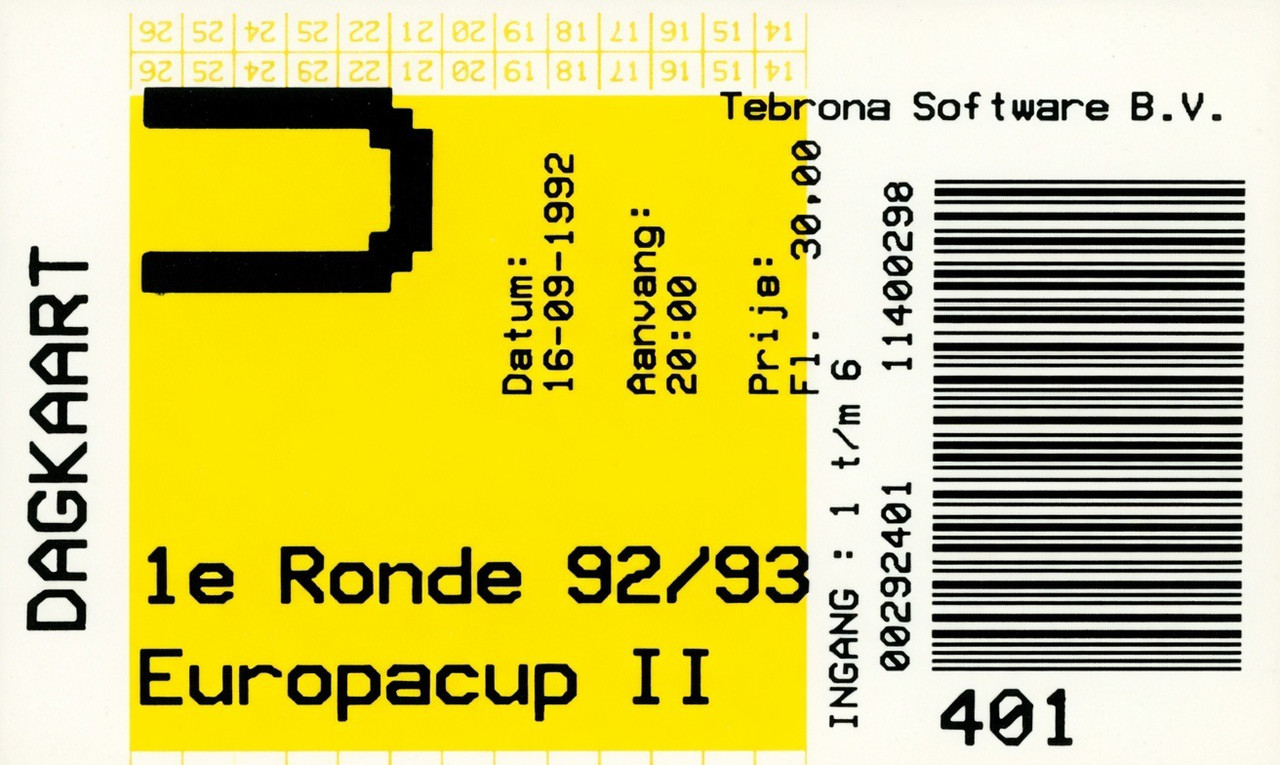 14 15 16 17 18 19 20 21 22 23 24 25 26
14 15 16 17 18 19 20 21 22 23 24 25 26
Tebrona Software B.V.
DAGKAART
U
Datum:
16-09-1992
Aanvang:
20:00
Prijs:
Fl. 30,00
1e Ronde 92/93
Europacup II
INGANG : 1 t/m 6
00292401 11400298
401